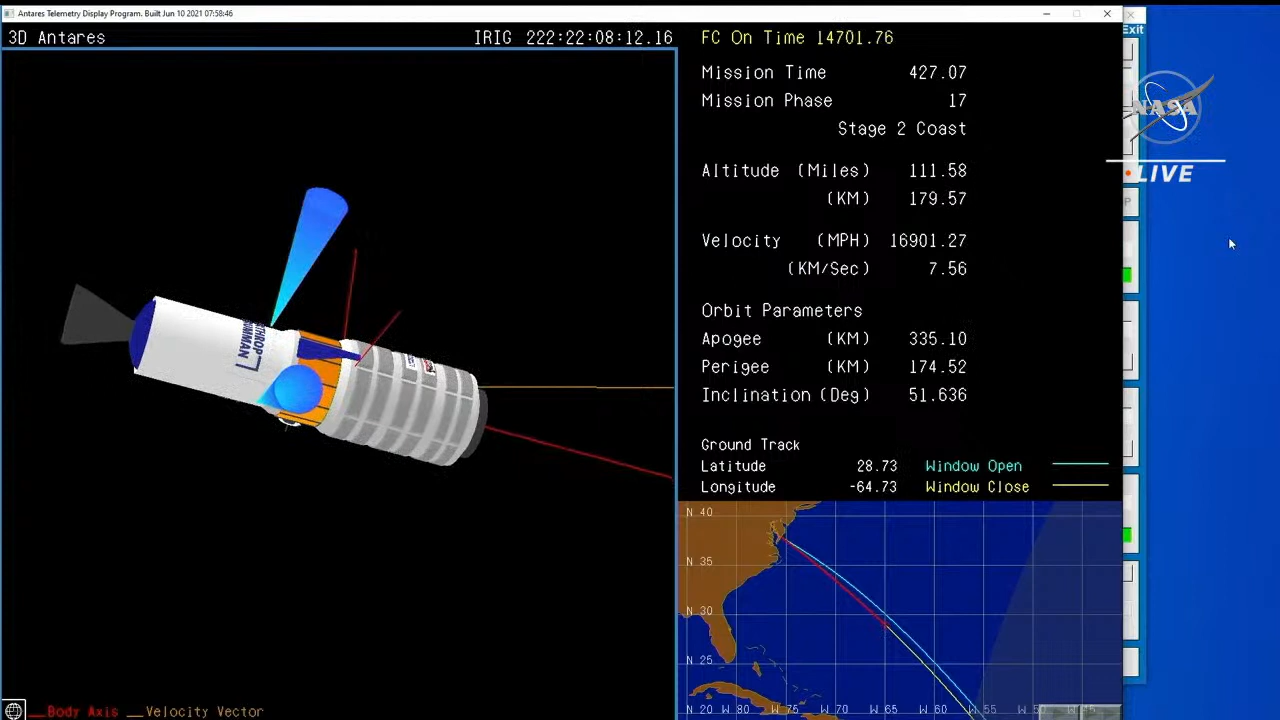 Antares Telemetry Display Program. Built Jun 10 2021 07:58:46
Exit
3D Antares
IRIG 222:22:08:12.16
FC On Time 14701.76
Mission Time 427.07
Mission Phase 17
Stage 2 Coast
Altitude (Miles) 111.58
(KM) 179.57
Velocity (MPH) 16901.27
(KM/Sec) 7.56
Orbit Parameters
Apogee (KM) 335.10
Perigee (KM) 174.52
Inclination (Deg) 51.636
Ground Track
Latitude 28.73 Window Open
Longitude -64.73 Window Close
NASA
LIVE
N 40
N 35
N 30
N 25
N 20 W 80 W 75 W 70 W 65 W 60 W 55 W 50
Body Axis Velocity Vector